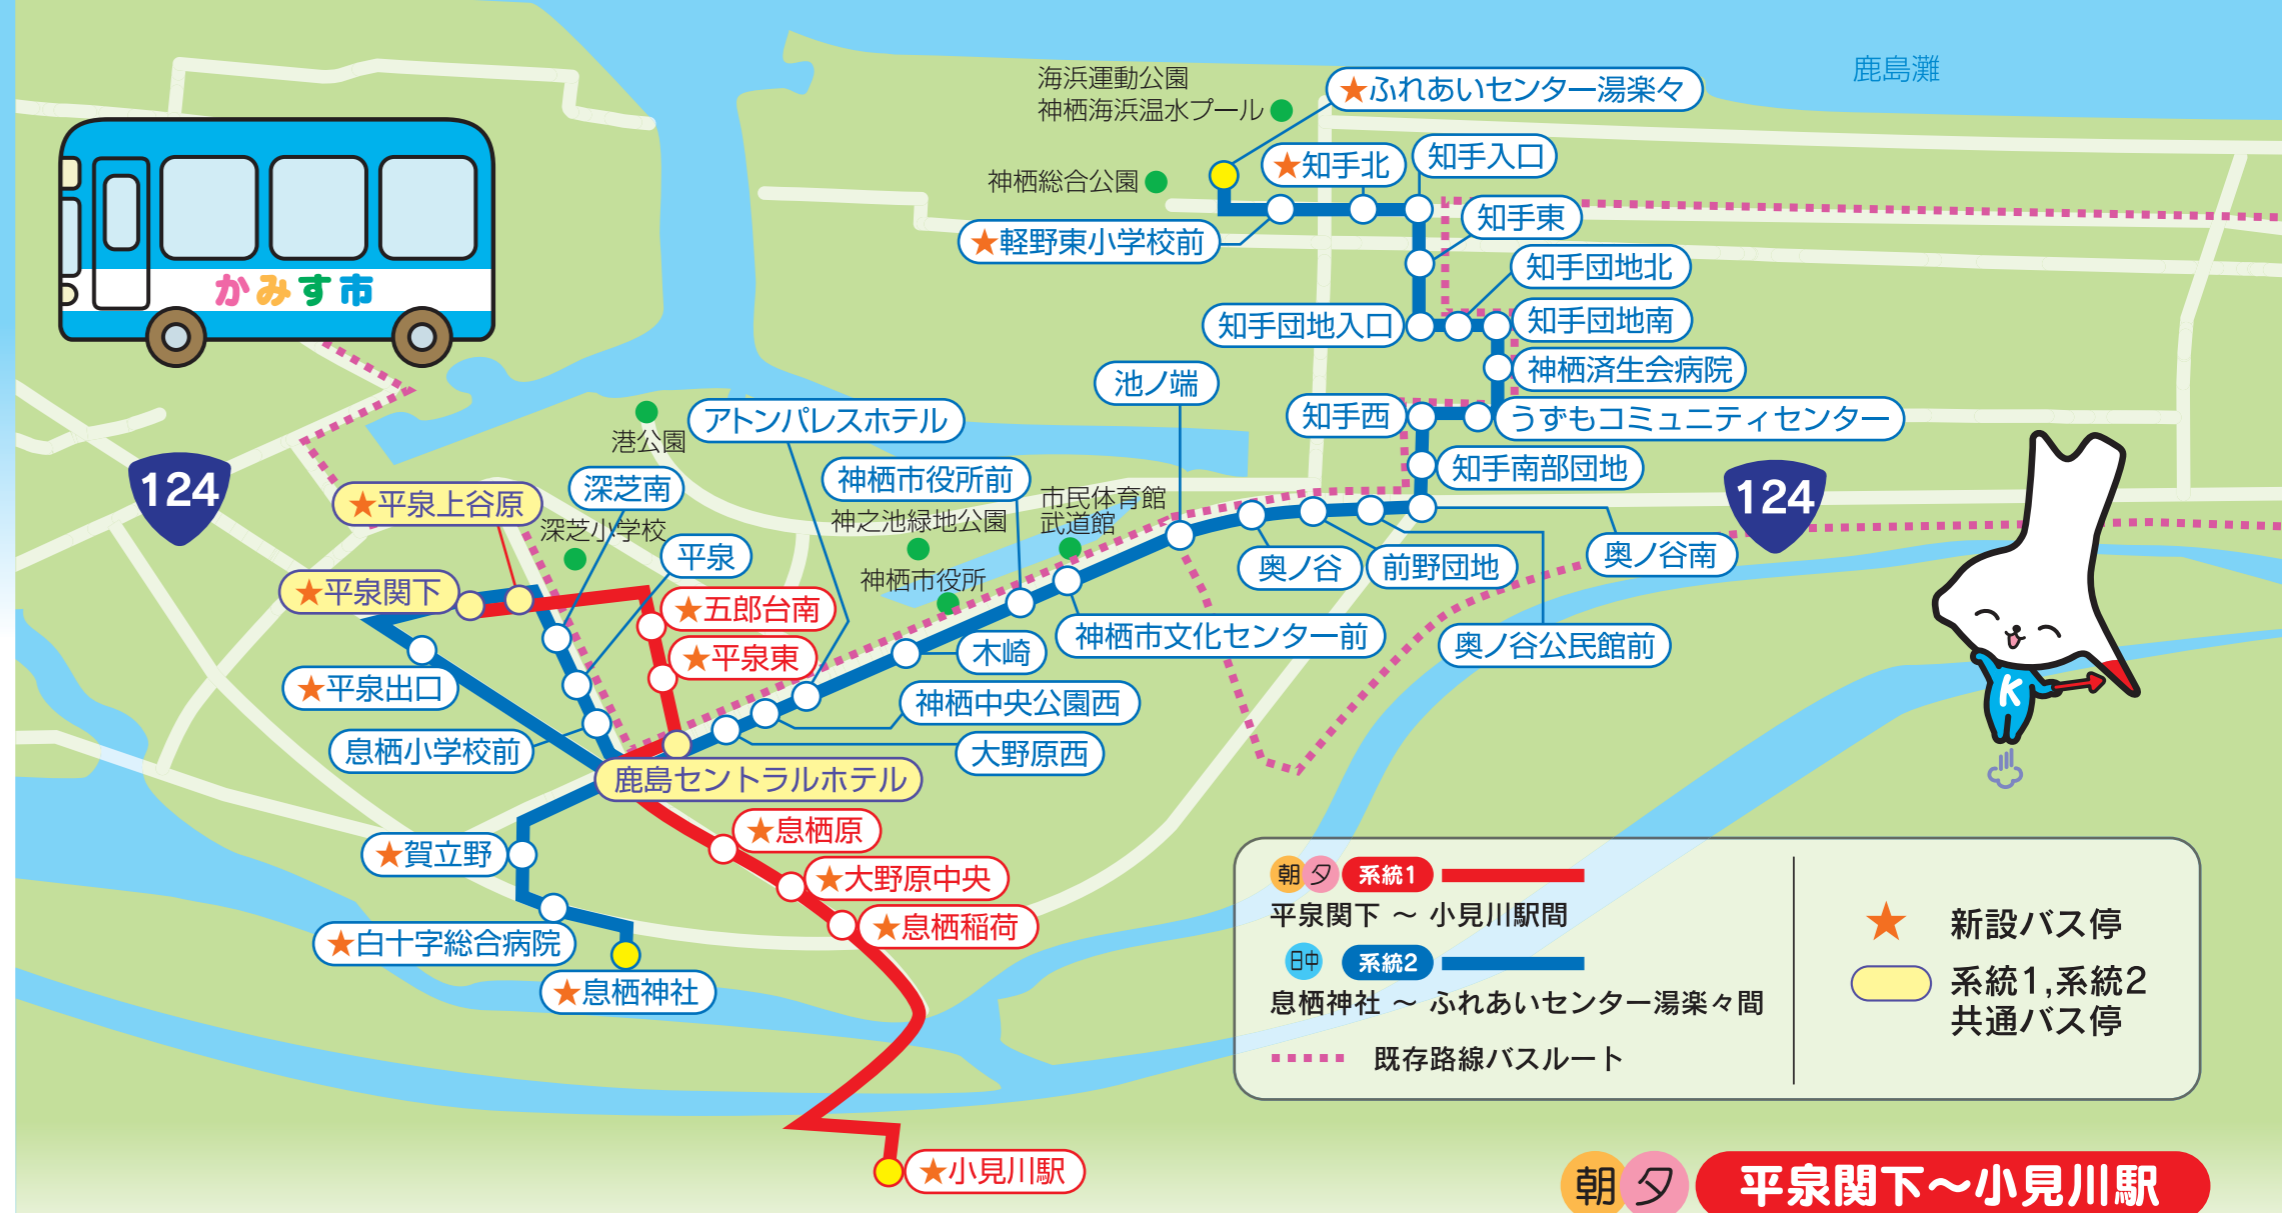 鹿島灘
海浜運動公園
神栖海浜温水プール
★ふれあいセンター湯楽々
★知手北
知手入口
神栖総合公園
知手東
★軽野東小学校前
知手団地北
かみす市
知手団地入口
知手団地南
神栖済生会病院
池ノ端
アトンパレスホテル
知手西
うずもコミュニティセンター
港公園
知手南部団地
124
深芝南
神栖市役所前
市民体育館
武道館
124
★平泉上谷原
神之池緑地公園
深芝小学校
平泉
奥ノ谷
前野団地
奥ノ谷南
神栖市役所
★平泉関下
★五郎台南
神栖市文化センター前
奥ノ谷公民館前
★平泉東
木崎
★平泉出口
神栖中央公園西
息栖小学校前
大野原西
鹿島セントラルホテル
K
★息栖原
★賀立野
★大野原中央
★息栖稲荷
★白十字総合病院
★息栖神社
★小見川駅
朝夕 系統1
平泉関下 ～ 小見川駅間
日中 系統2
息栖神社 ～ ふれあいセンター湯楽々間
既存路線バスルート
★ 新設バス停
系統1,系統2
共通バス停
朝夕 平泉関下～小見川駅